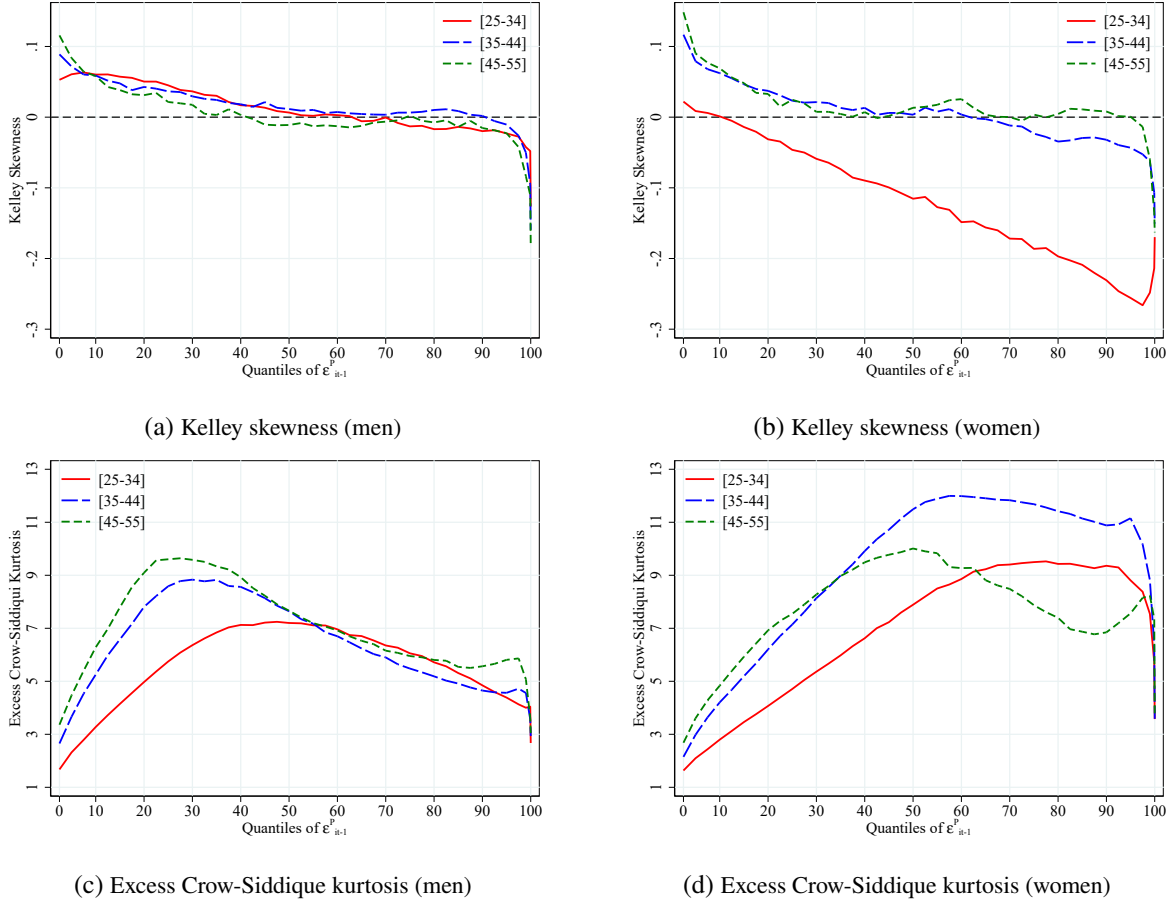 .1
0
-.1
-.2
-.3
Kelley Skewness
[25-34]
[35-44]
[45-55]
0 10 20 30 40 50 60 70 80 90 100
Quantiles of ε^P_it-1
(a) Kelley skewness (men)
.1
0
-.1
-.2
-.3
Kelley Skewness
[25-34]
[35-44]
[45-55]
0 10 20 30 40 50 60 70 80 90 100
Quantiles of ε^P_it-1
(b) Kelley skewness (women)
13
11
9
7
5
3
1
Excess Crow-Siddiqui Kurtosis
[25-34]
[35-44]
[45-55]
0 10 20 30 40 50 60 70 80 90 100
Quantiles of ε^P_it-1
(c) Excess Crow-Siddique kurtosis (men)
13
11
9
7
5
3
1
Excess Crow-Siddiqui Kurtosis
[25-34]
[35-44]
[45-55]
0 10 20 30 40 50 60 70 80 90 100
Quantiles of ε^P_it-1
(d) Excess Crow-Siddique kurtosis (women)